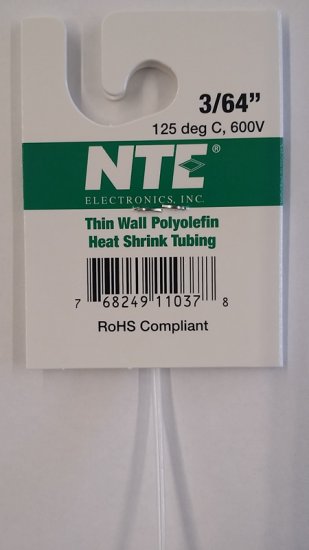 3/64”
125 deg C, 600V
NTE®
ELECTRONICS, INC.
Thin Wall Polyolefin
Heat Shrink Tubing
7 68249 11037 8
RoHS Compliant